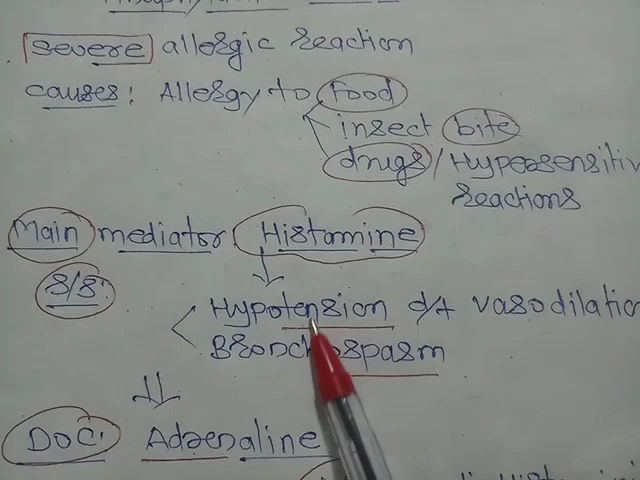 severe allergic reaction
causes: Allergy to Food
insect bite
drugs/Hypersensitiv
reactions
Main mediator Histamine
S/S:
Hypotension d/t vasodilatio
Bronchospasm
DOC: Adrenaline